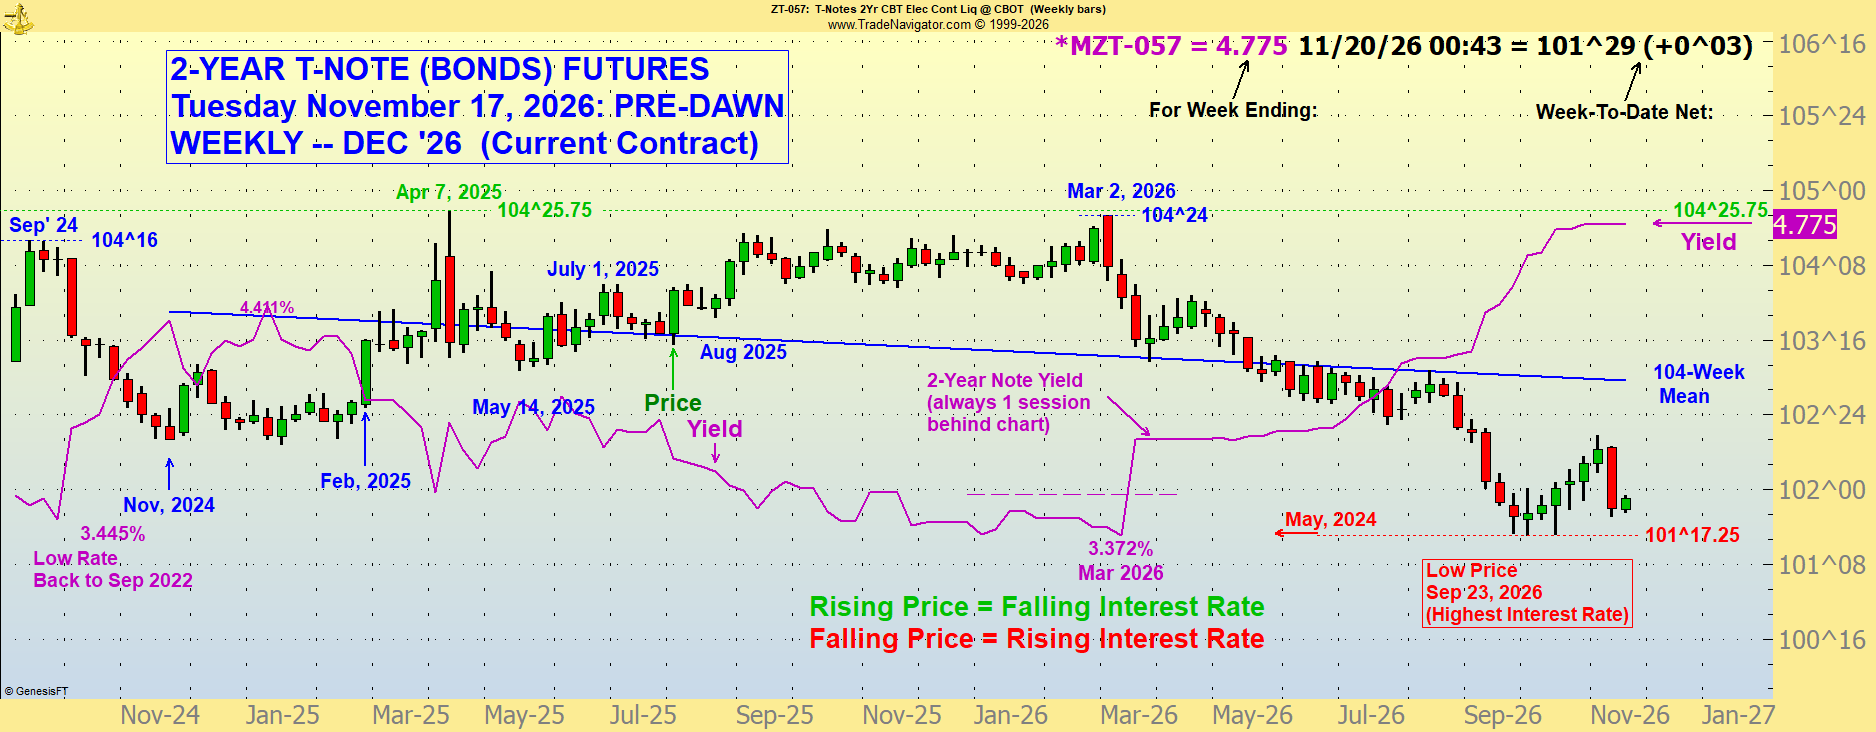 ZT-057: T-Notes 2Yr CBT Elec Cont Liq @ CBOT (Weekly bars)
www.TradeNavigator.com © 1999-2026
2-YEAR T-NOTE (BONDS) FUTURES
Tuesday November 17, 2026: PRE-DAWN
WEEKLY -- DEC '26 (Current Contract)
*MZT-057 = 4.775 11/20/26 00:43 = 101^29 (+0^03)
For Week Ending:
Week-To-Date Net:
106^16
105^24
105^00
104^08
103^16
102^24
102^00
101^08
100^16
4.775
Sep' 24
104^16
Apr 7, 2025
104^25.75
Mar 2, 2026
104^24
104^25.75
Yield
July 1, 2025
4.411%
Aug 2025
104-Week
Mean
2-Year Note Yield
(always 1 session
behind chart)
May 14, 2025
Price
Yield
Feb, 2025
Nov, 2024
3.445%
Low Rate
Back to Sep 2022
May, 2024
101^17.25
3.372%
Mar 2026
Low Price
Sep 23, 2026
(Highest Interest Rate)
Rising Price = Falling Interest Rate
Falling Price = Rising Interest Rate
© GenesisFT
Nov-24 Jan-25 Mar-25 May-25 Jul-25 Sep-25 Nov-25 Jan-26 Mar-26 May-26 Jul-26 Sep-26 Nov-26 Jan-27